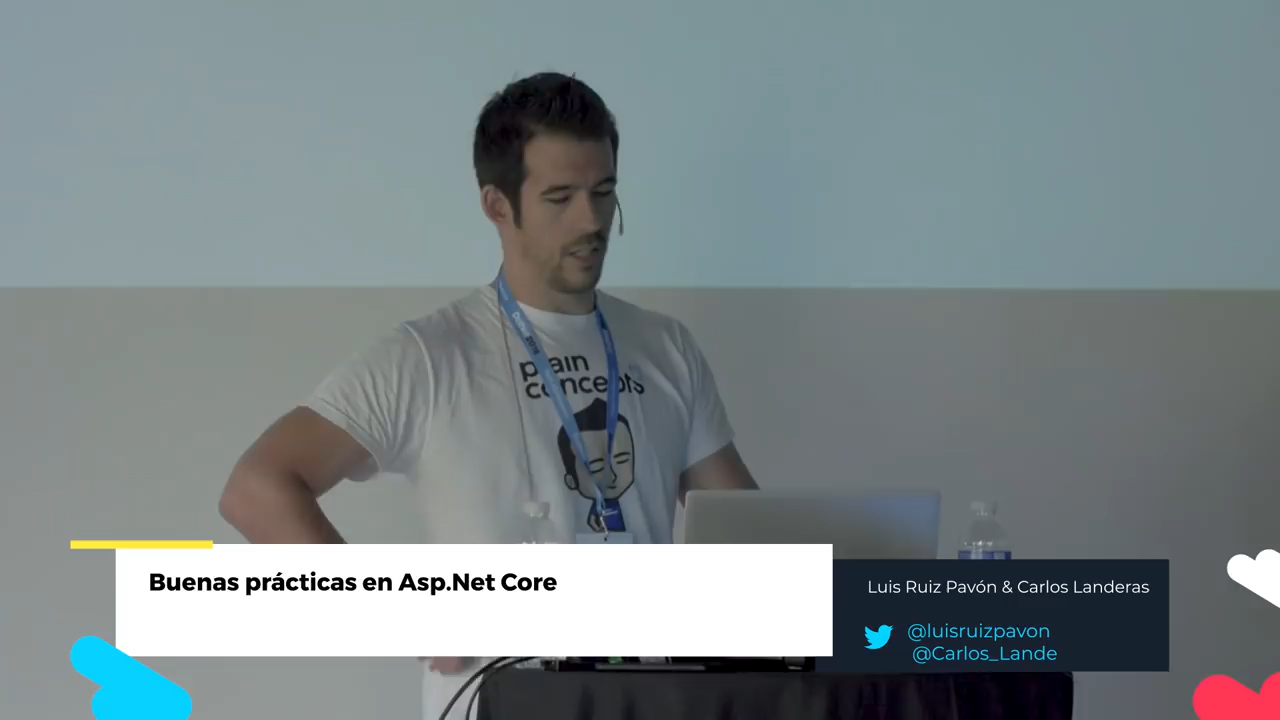 plain
concepts
Buenas prácticas en Asp.Net Core
Luis Ruiz Pavón & Carlos Landeras
@luisruizpavon
@Carlos_Lande